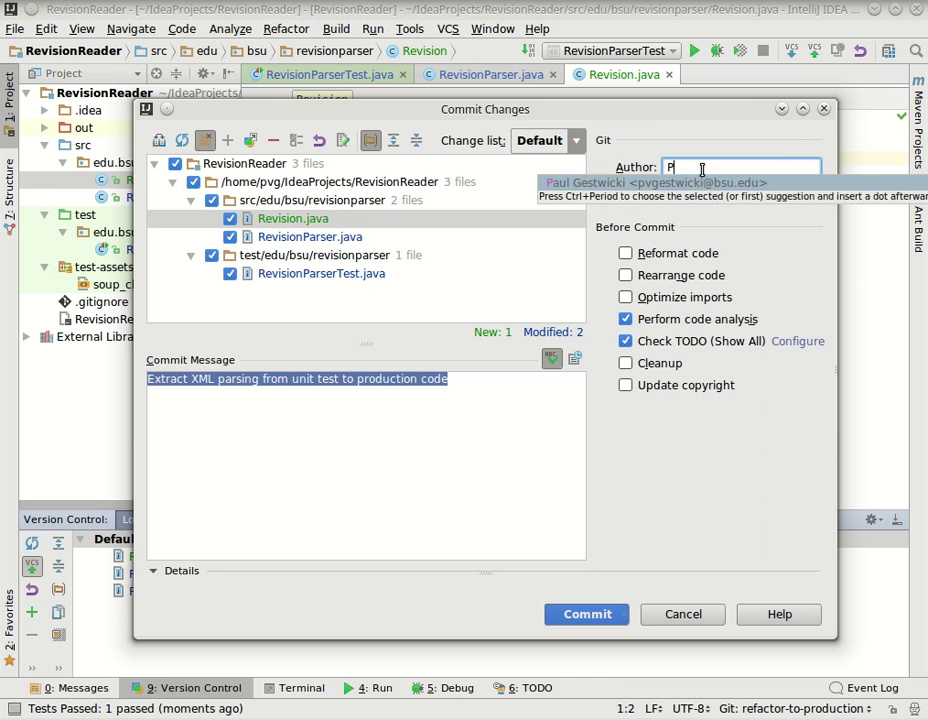 RevisionReader - [~/IdeaProjects/RevisionReader] - [RevisionReader] - ~/IdeaProjects/RevisionReader/src/edu/bsu/revisionparser/Revision.java - IntelliJ IDEA ...
File Edit View Navigate Code Analyze Refactor Build Run Tools VCS Window Help
RevisionReader src edu bsu revisionparser Revision RevisionParserTest
Project RevisionParserTest.java RevisionParser.java Revision.java
RevisionReader ~/IdeaProjects/
Revision
.idea
out
src
edu.bs
R
R
test
edu.bs
R
test-assets
soup_cl
.gitignore
RevisionRe
External Libra
1: Project
7: Structure
2: Favorites
Maven Projects
Ant Build
Commit Changes
Change list: Default
Git
RevisionReader 3 files
Author: P
/home/pvg/IdeaProjects/RevisionReader 3 files
Paul Gestwicki <pvgestwicki@bsu.edu>
Press Ctrl+Period to choose the selected (or first) suggestion and insert a dot afterwar
src/edu/bsu/revisionparser 2 files
Revision.java
RevisionParser.java
test/edu/bsu/revisionparser 1 file
RevisionParserTest.java
New: 1 Modified: 2
Before Commit
Reformat code
Rearrange code
Optimize imports
Perform code analysis
Check TODO (Show All) Configure
Cleanup
Update copyright
Commit Message
ABC
Extract XML parsing from unit test to production code
Details
Commit Cancel Help
Version Control: Lo
Defau
VCS
0: Messages 9: Version Control Terminal 4: Run 5: Debug 6: TODO Event Log
Tests Passed: 1 passed (moments ago) 1:2 LF UTF-8 Git: refactor-to-production